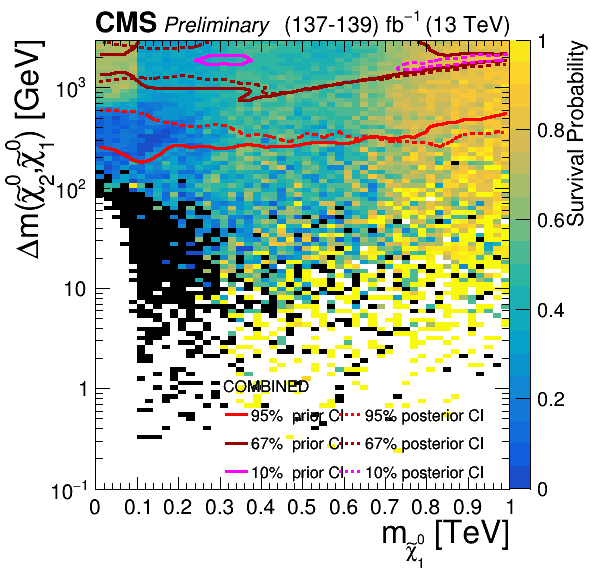 CMS Preliminary (137-139) fb⁻¹ (13 TeV)
Δm(χ̃⁰₂,χ̃⁰₁) [GeV]
10³
10²
10
1
10⁻¹
COMBINED
95% prior CI 95% posterior CI
67% prior CI 67% posterior CI
10% prior CI 10% posterior CI
0 0.1 0.2 0.3 0.4 0.5 0.6 0.7 0.8 0.9 1
m_χ̃⁰₁ [TeV]
1
0.8
0.6
0.4
0.2
0
Survival Probability